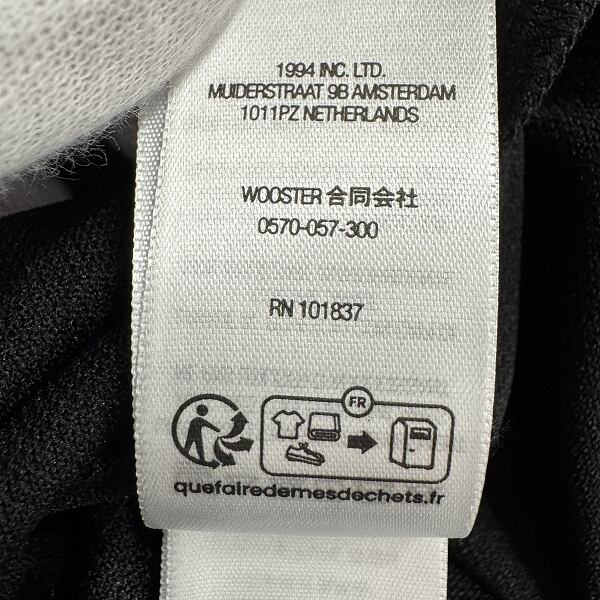 1994 INC. LTD.
MUIDERSTRAAT 9B AMSTERDAM
1011PZ NETHERLANDS
WOOSTER 合同会社
0570-057-300
RN 101837
FR
quefairedemesdechets.fr